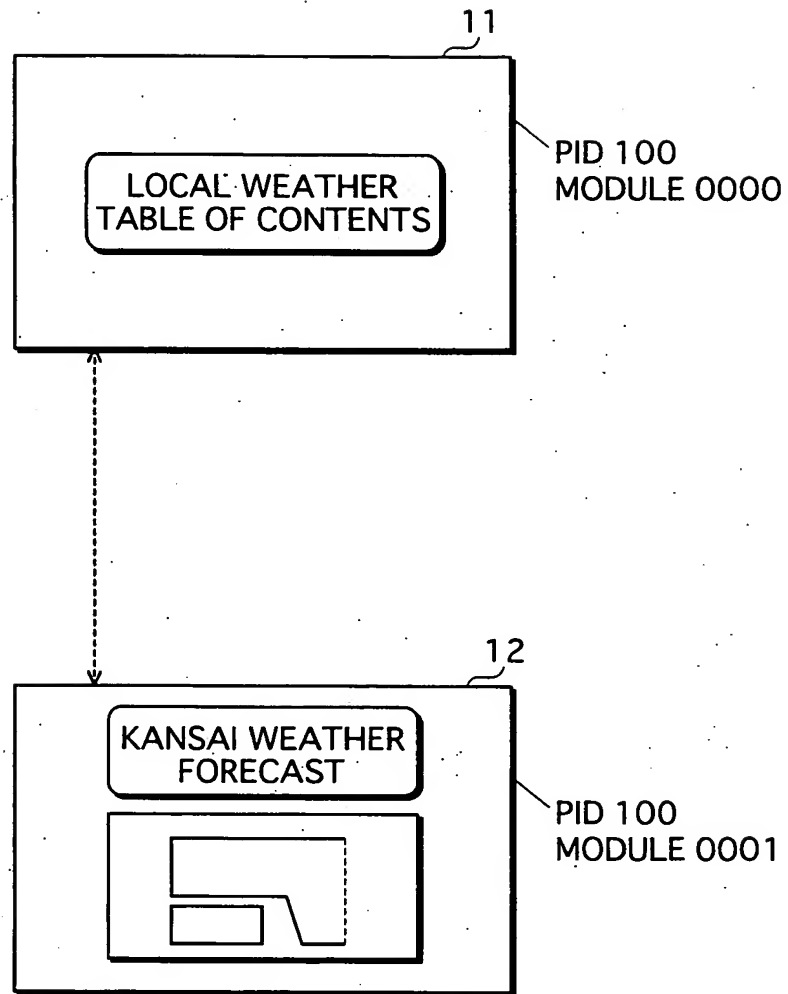 11
LOCAL WEATHER
TABLE OF CONTENTS
PID 100
MODULE 0000
12
KANSAI WEATHER
FORECAST
PID 100
MODULE 0001